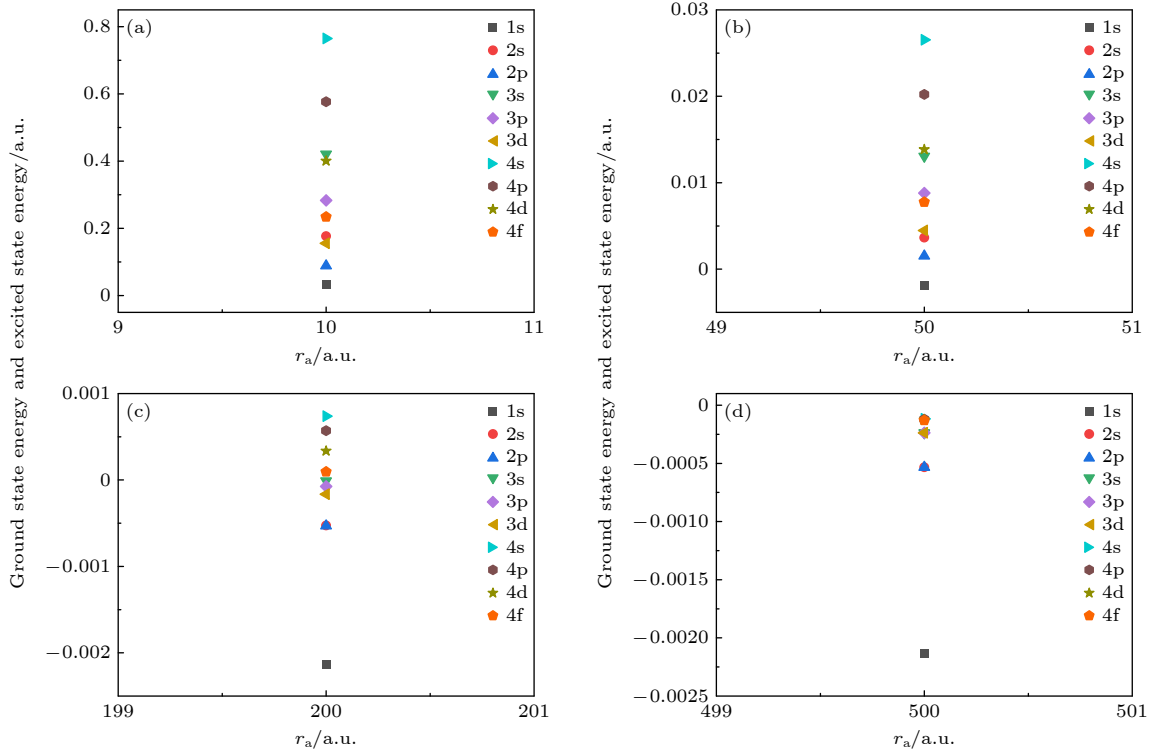 Ground state energy and excited state energy/a.u.
(a)
0.8
0.6
0.4
0.2
0
9
10
11
r_a/a.u.
1s
2s
2p
3s
3p
3d
4s
4p
4d
4f
Ground state energy and excited state energy/a.u.
(b)
0.03
0.02
0.01
0
49
50
51
r_a/a.u.
1s
2s
2p
3s
3p
3d
4s
4p
4d
4f
(c)
0.001
0
−0.001
−0.002
199
200
201
r_a/a.u.
1s
2s
2p
3s
3p
3d
4s
4p
4d
4f
(d)
0
−0.0005
−0.0010
−0.0015
−0.0020
−0.0025
499
500
501
r_a/a.u.
1s
2s
2p
3s
3p
3d
4s
4p
4d
4f